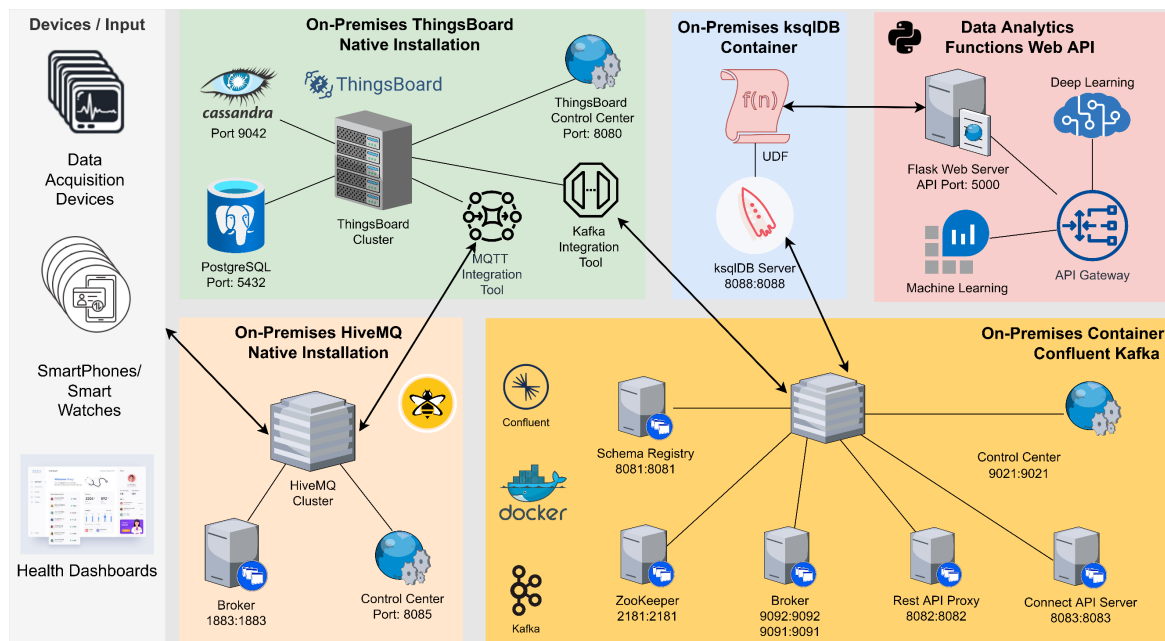 Devices / Input
Data
Acquisition
Devices
SmartPhones/
Smart
Watches
Health Dashboards
On-Premises ThingsBoard
Native Installation
cassandra
Port 9042
ThingsBoard
ThingsBoard
Control Center
Port: 8080
PostgreSQL
Port: 5432
ThingsBoard
Cluster
MQTT
Integration
Tool
Kafka
Integration
Tool
On-Premises ksqlDB
Container
f(n)
UDF
ksqlDB Server
8088:8088
Data Analytics
Functions Web API
Deep Learning
Flask Web Server
API Port: 5000
Machine Learning
API Gateway
On-Premises HiveMQ
Native Installation
HiveMQ
Cluster
Broker
1883:1883
Control Center
Port: 8085
On-Premises Container
Confluent Kafka
Confluent
docker
Kafka
Schema Registry
8081:8081
Control Center
9021:9021
ZooKeeper
2181:2181
Broker
9092:9092
9091:9091
Rest API Proxy
8082:8082
Connect API Server
8083:8083